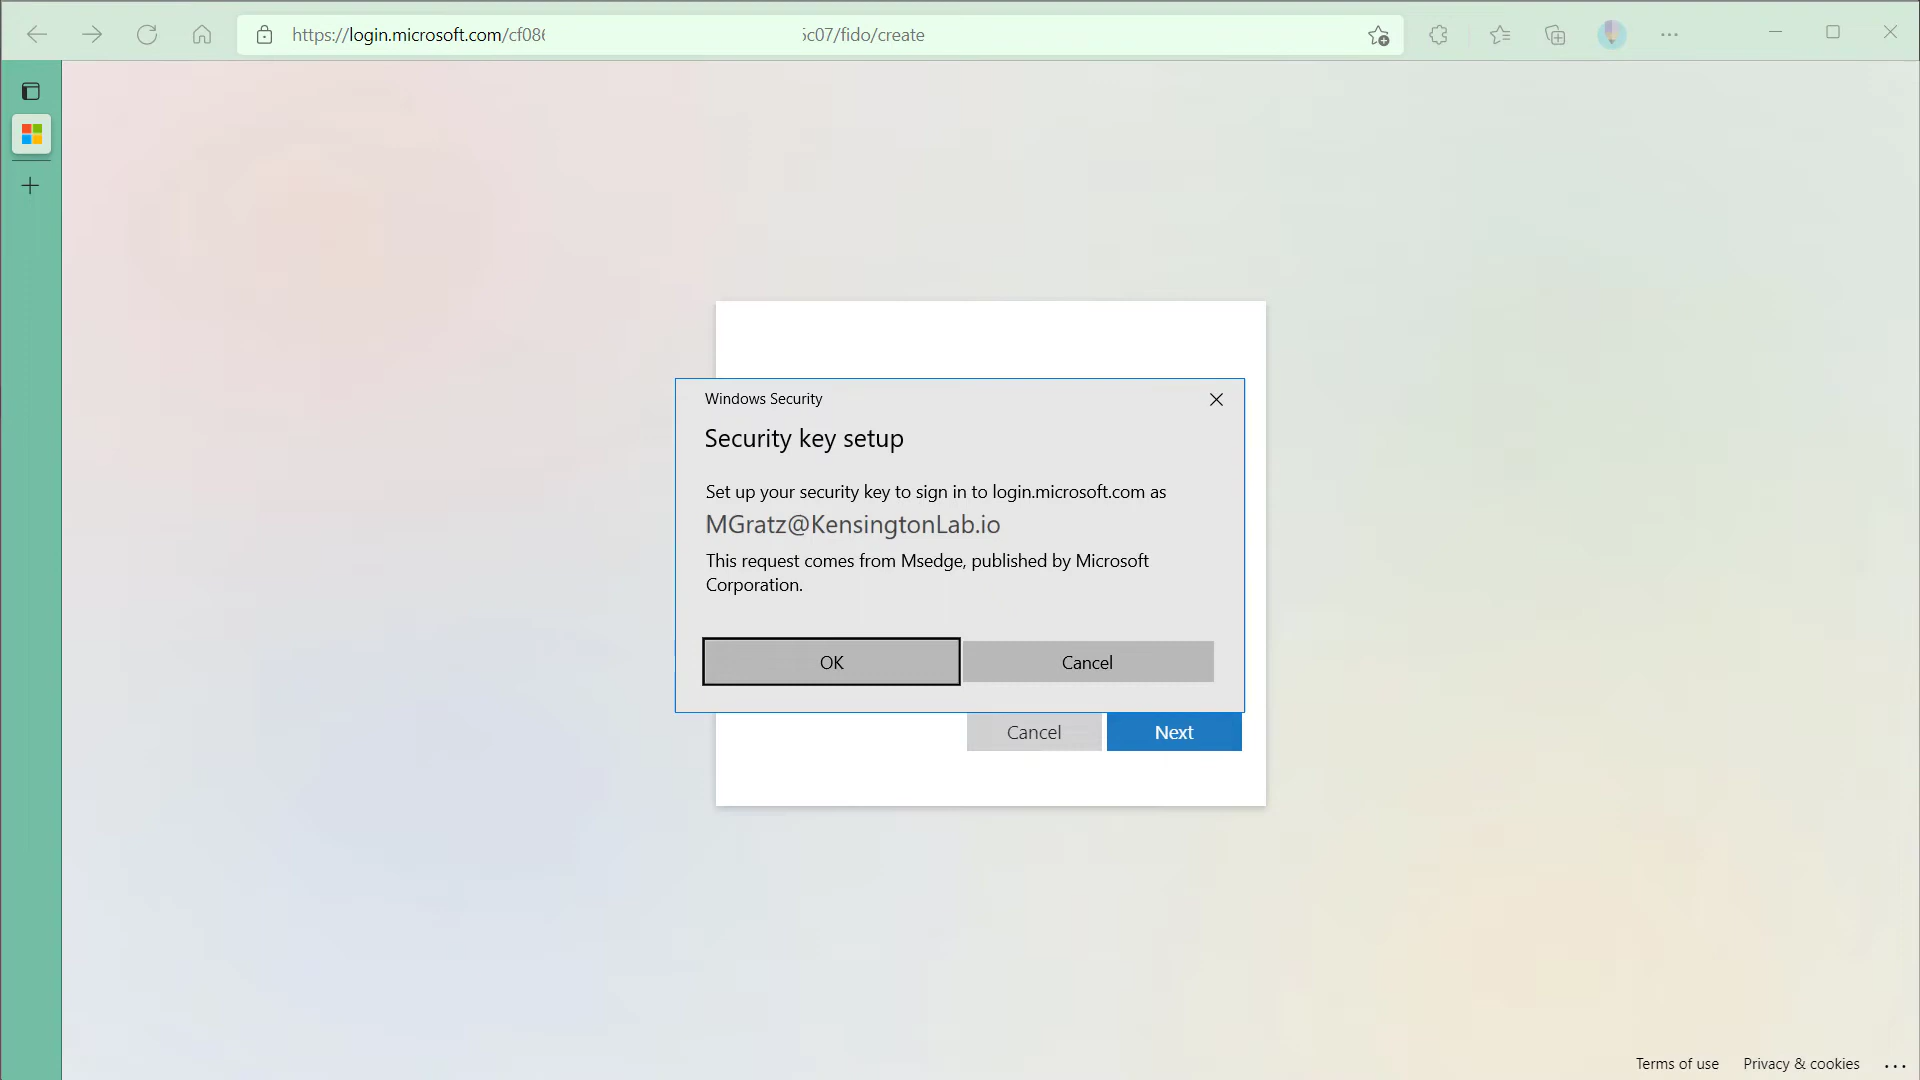 https://login.microsoft.com/cf086 5c07/fido/create
Windows Security
Security key setup
Set up your security key to sign in to login.microsoft.com as
MGratz@KensingtonLab.io
This request comes from Msedge, published by Microsoft
Corporation.
OK Cancel
Cancel Next
Terms of use Privacy & cookies ...